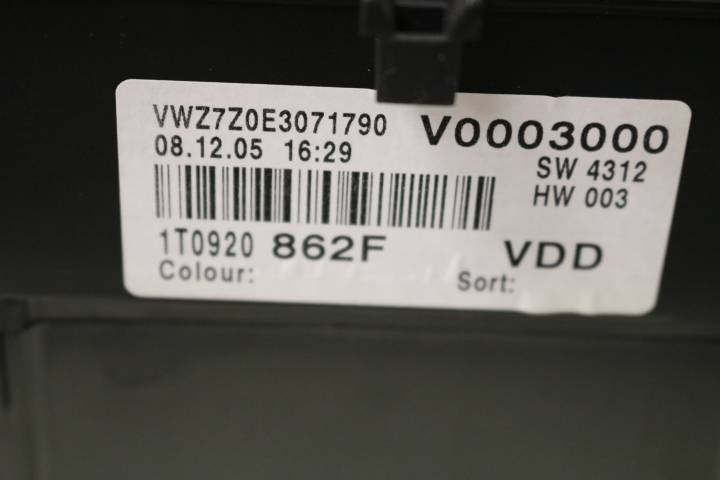 VWZ7Z0E3071790 V0003000
08.12.05 16:29 SW 4312
HW 003
1T0920 862F VDD
Colour: Sort: